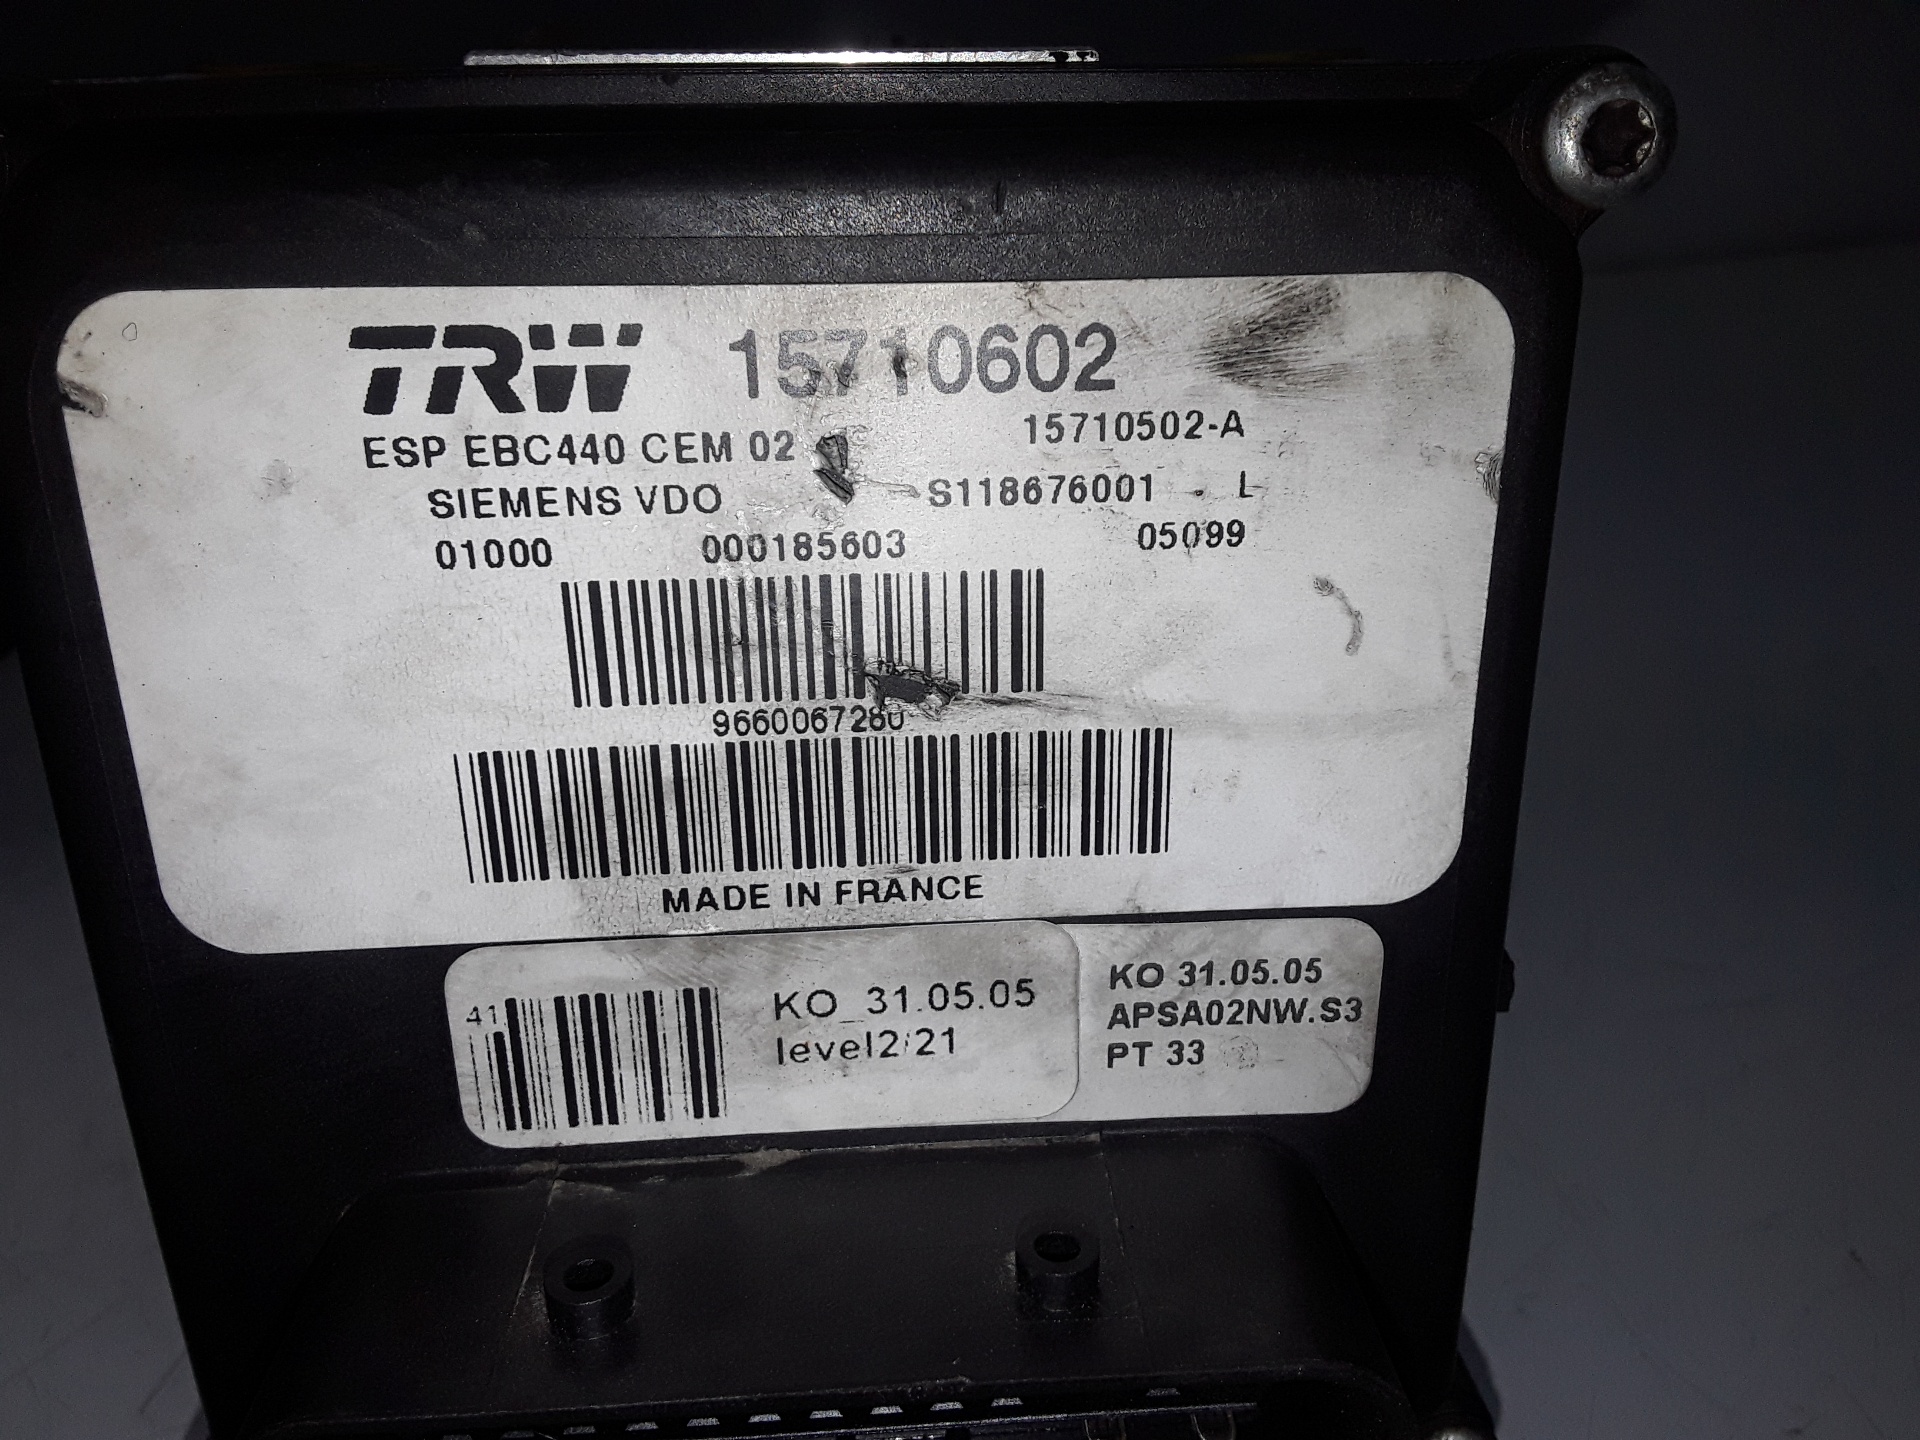 TRW 15710602
ESP EBC440 CEM 02 15710502-A
SIEMENS VDO S118676001 . L
01000 000185603 05099
9660067280
MADE IN FRANCE
41
KO_31.05.05
level2/21
KO 31.05.05
APSA02NW.S3
PT 33